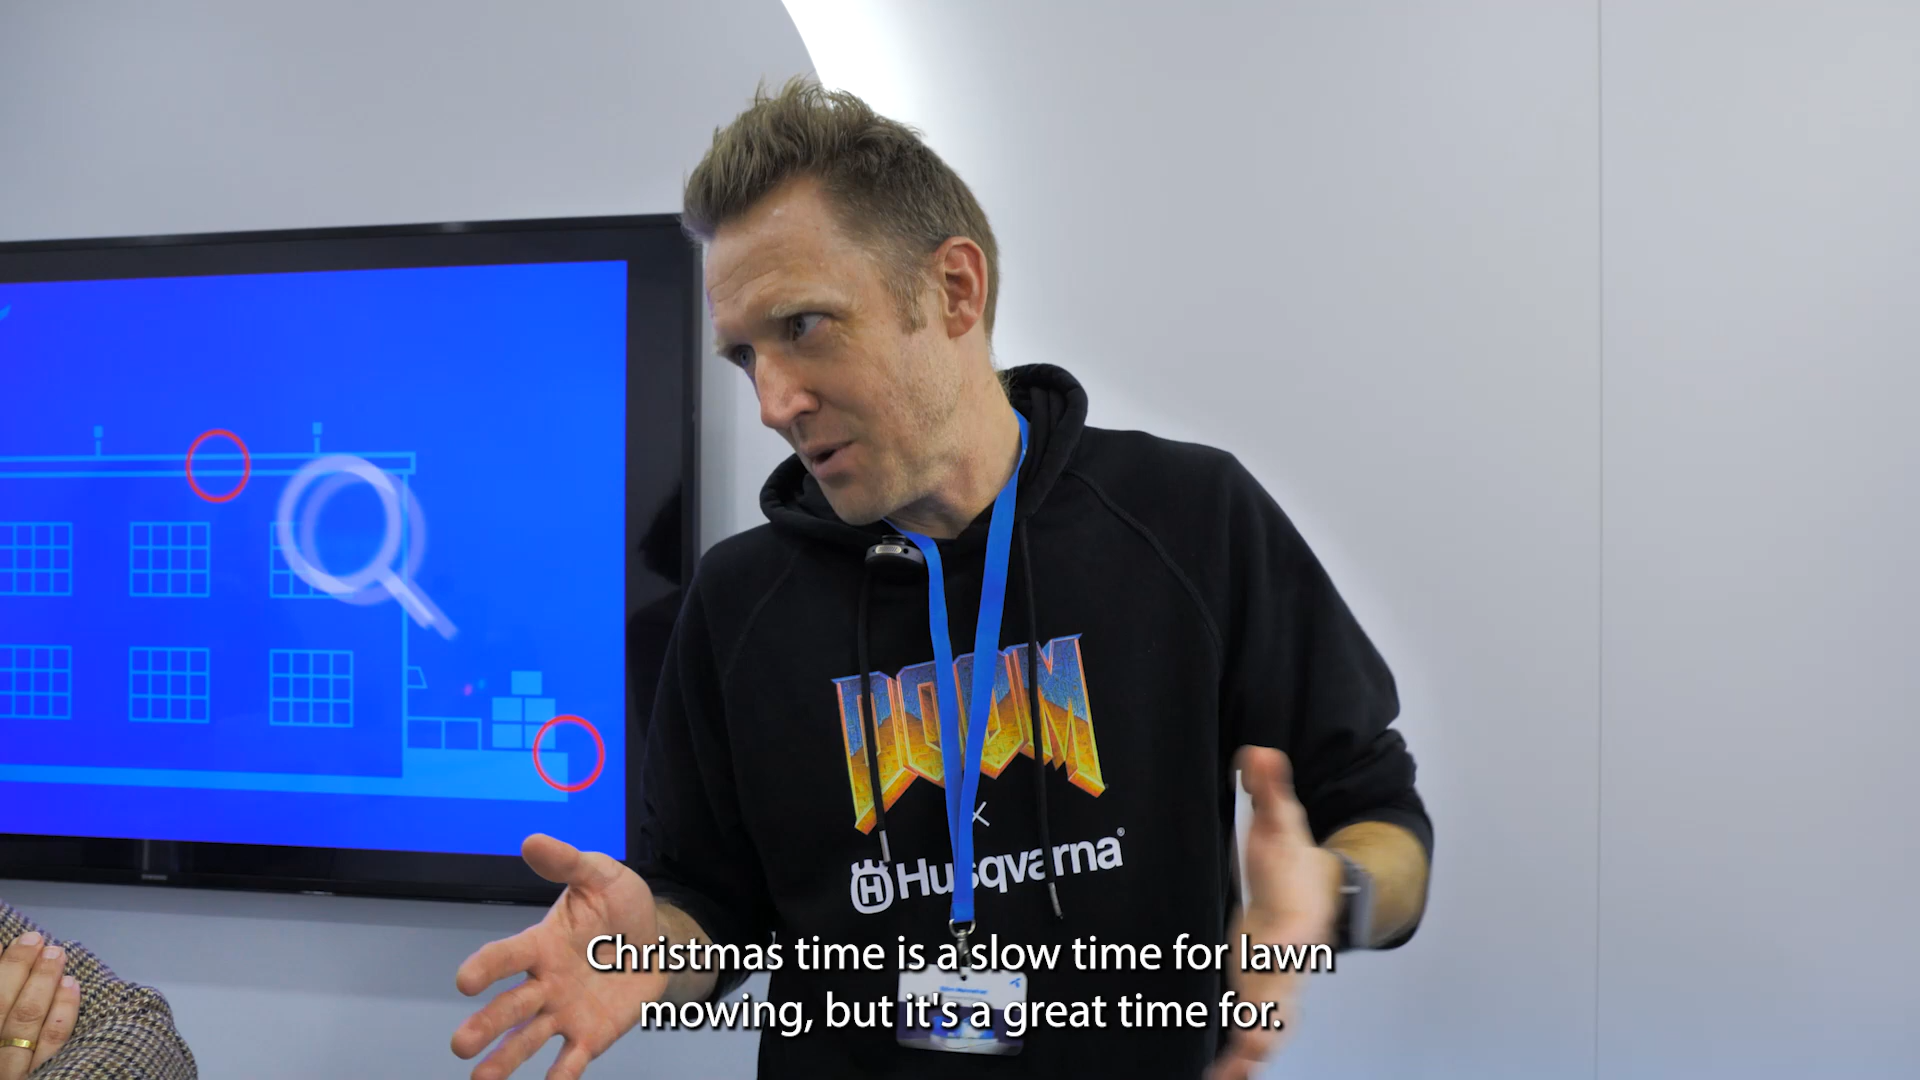 DOOM
×
Husqvarna®
Christmas time is a slow time for lawn
mowing, but it's a great time for.